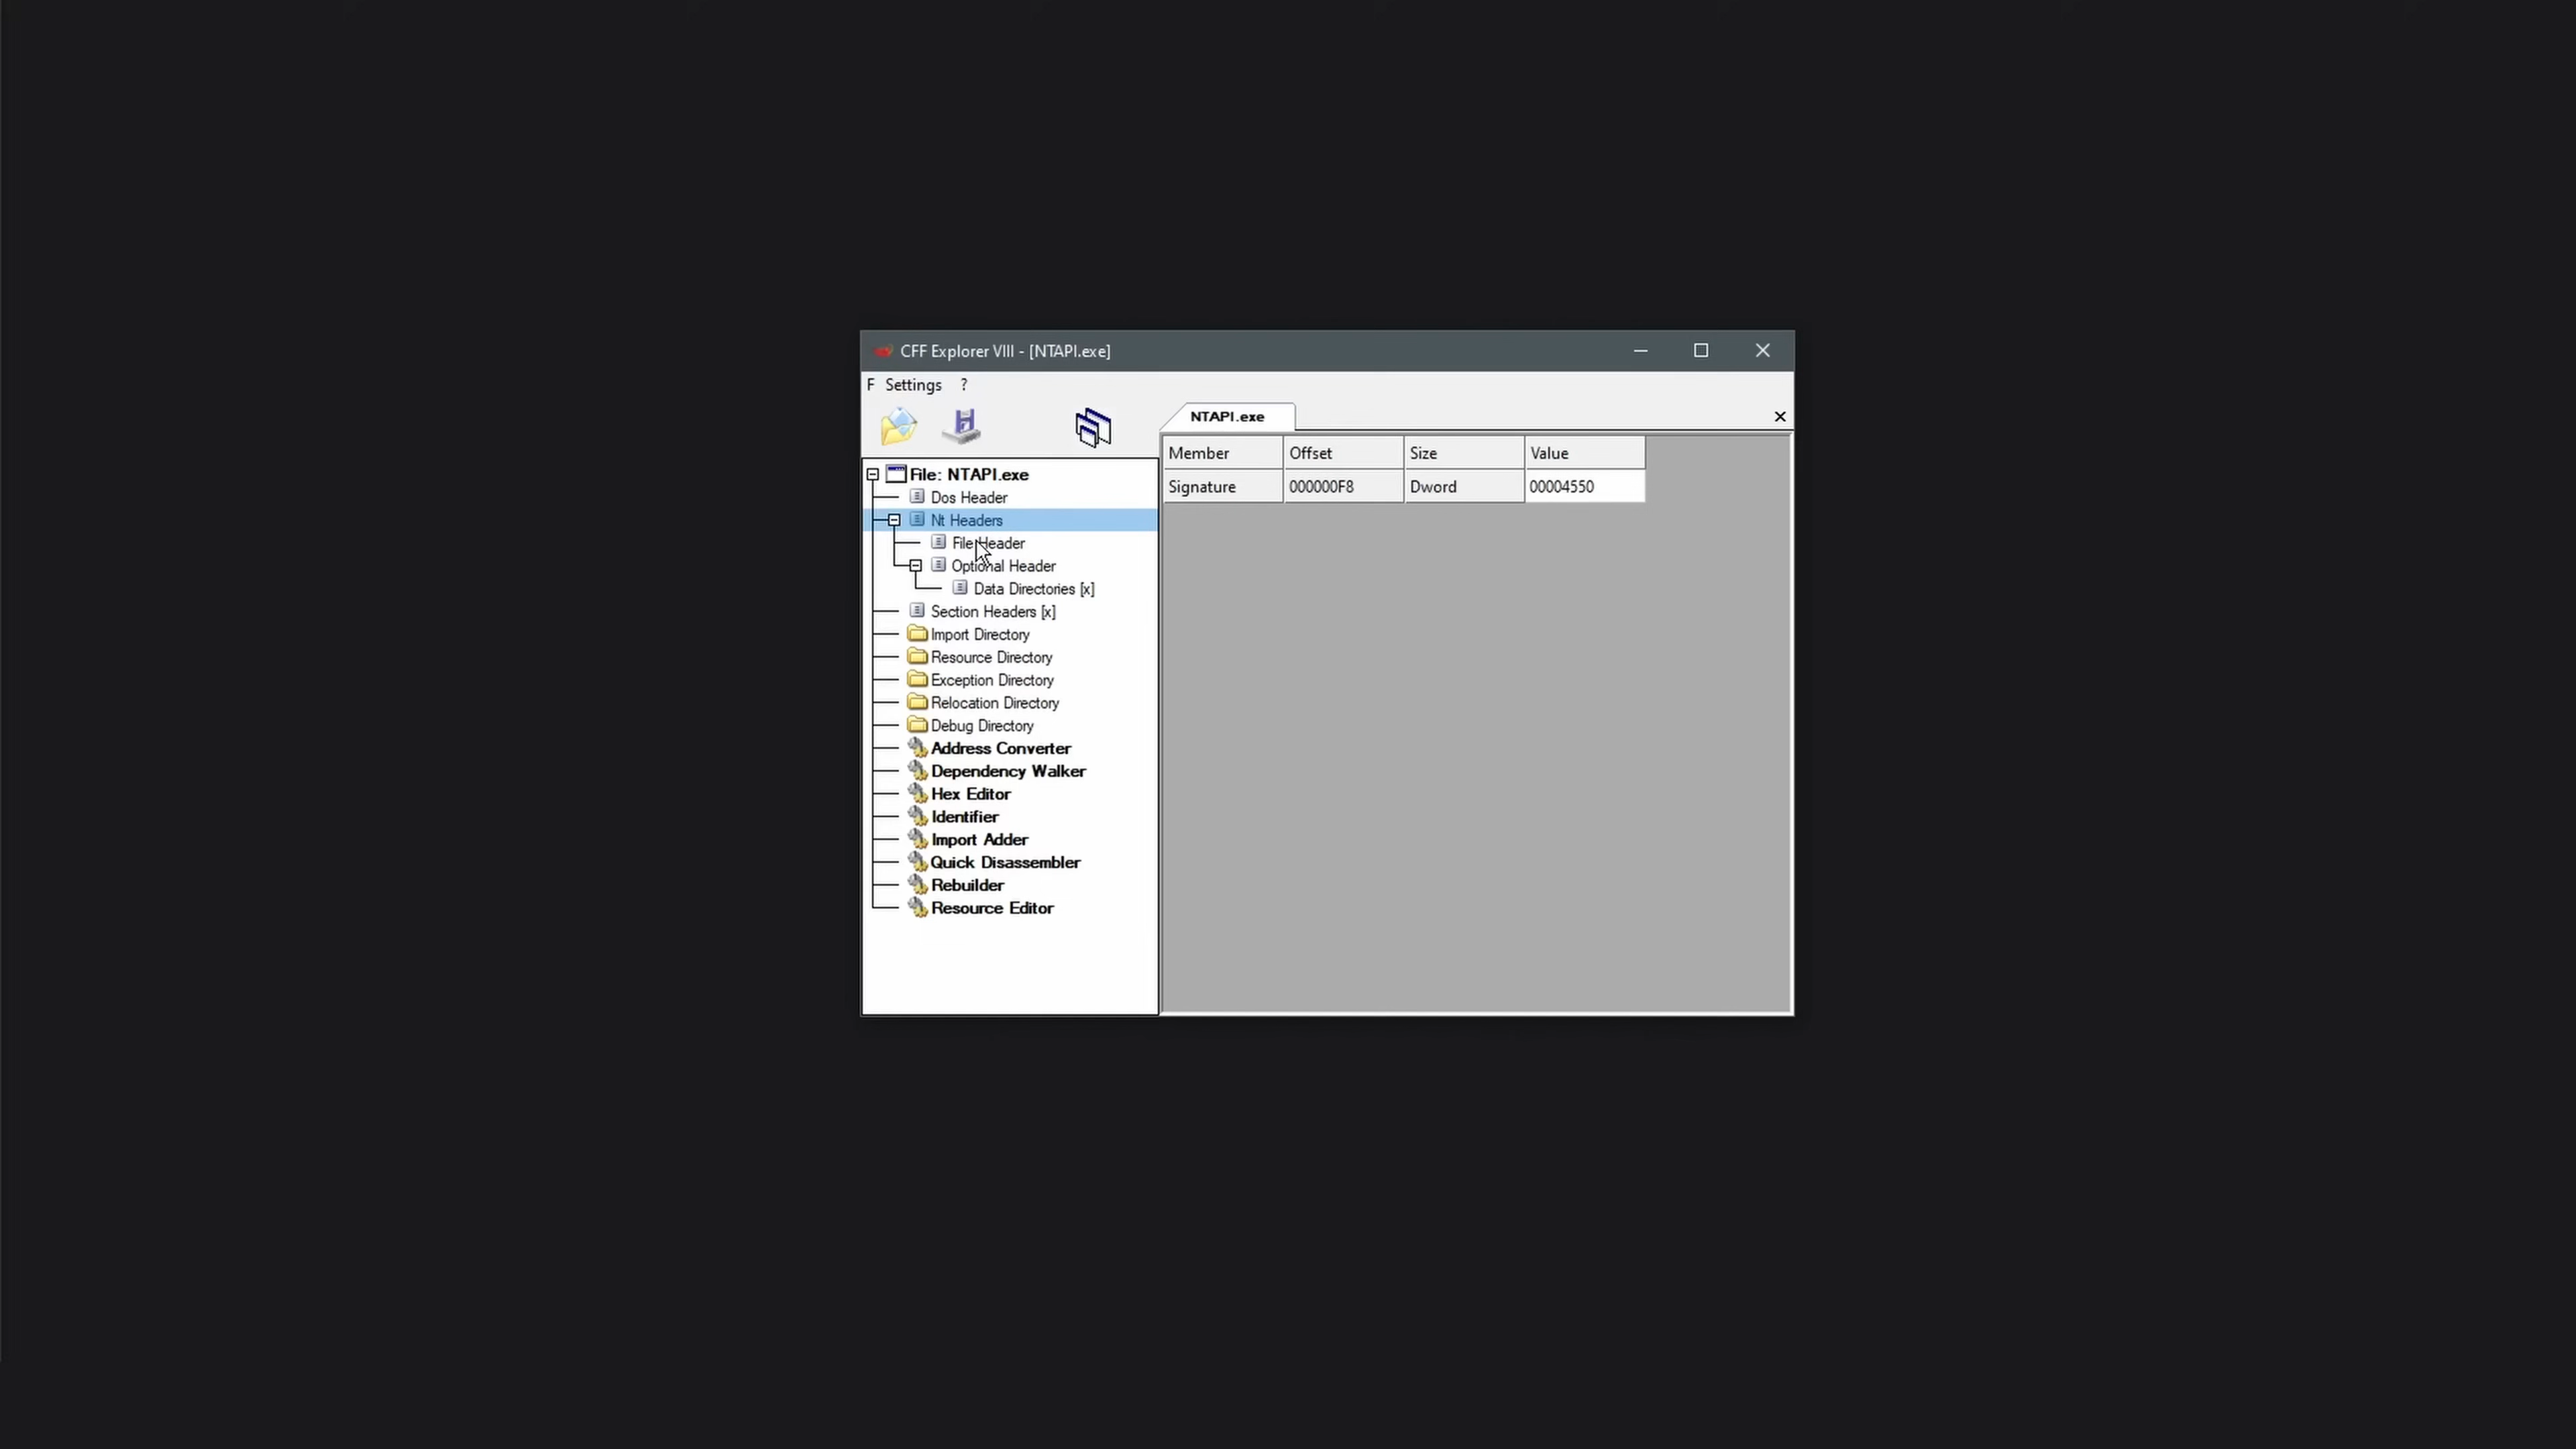 CFF Explorer VIII - [NTAPI.exe]
F Settings ?
NTAPI.exe
Member Offset Size Value
Signature 000000F8 Dword 00004550
File: NTAPI.exe
Dos Header
Nt Headers
File Header
Optional Header
Data Directories [x]
Section Headers [x]
Import Directory
Resource Directory
Exception Directory
Relocation Directory
Debug Directory
Address Converter
Dependency Walker
Hex Editor
Identifier
Import Adder
Quick Disassembler
Rebuilder
Resource Editor